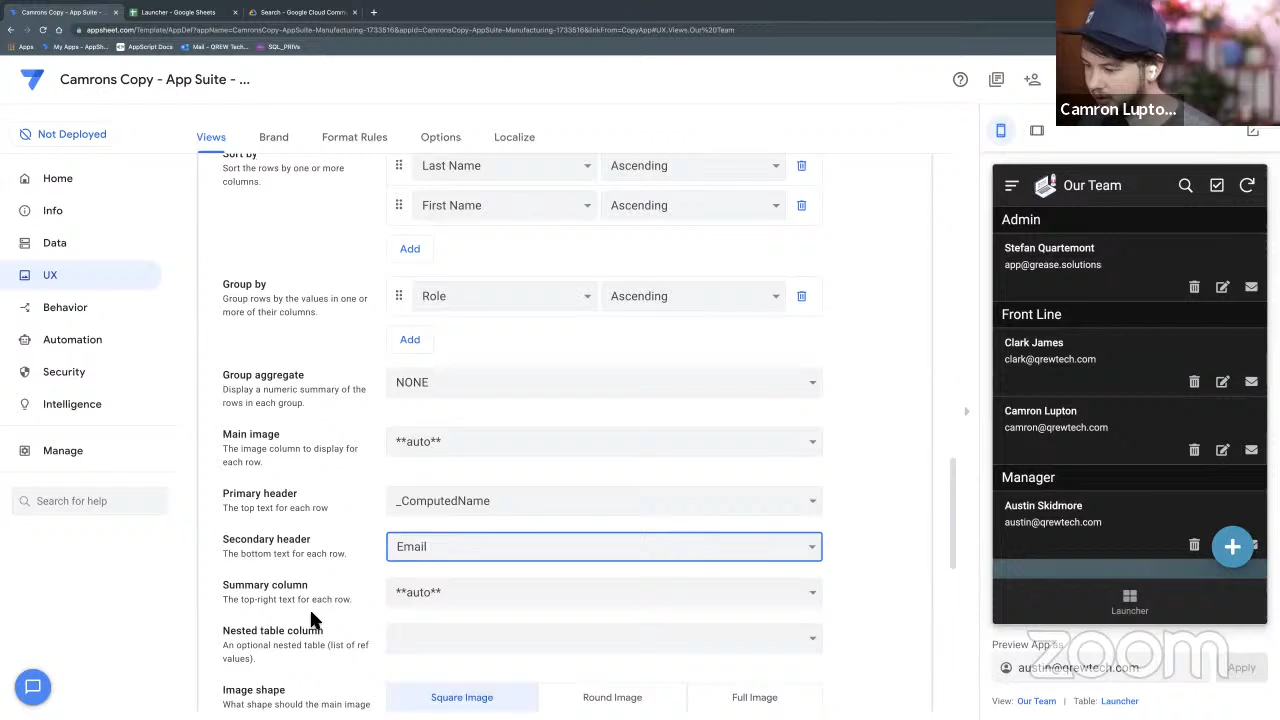 Camrons Copy - App Suite - Man
Launcher - Google Sheets
Search - Google Cloud Comm
appsheet.com/Template/AppDef?appName=CamronsCopy-AppSuite-Manufacturing-1733516&appId=CamronsCopy-AppSuite-Manufacturing-1733516&linkFrom=CopyApp#UX.Views.Our%20Team
Apps
My Apps - AppSh...
AppScript Docs
Mail - QREW Tech...
SQL_PRIVs
Camrons Copy - App Suite - ...
Camron Lupto...
Not Deployed
Views
Brand
Format Rules
Options
Localize
Home
Info
Data
UX
Behavior
Automation
Security
Intelligence
Manage
Search for help
Sort by
Sort the rows by one or more
columns.
Last Name
Ascending
First Name
Ascending
Add
Group by
Group rows by the values in one or
more of their columns.
Role
Ascending
Add
Group aggregate
Display a numeric summary of the
rows in each group.
NONE
Main image
The image column to display for
each row.
**auto**
Primary header
The top text for each row
_ComputedName
Secondary header
The bottom text for each row.
Email
Summary column
The top-right text for each row.
**auto**
Nested table column
An optional nested table (list of ref
values).
Image shape
What shape should the main image
Square Image
Round Image
Full Image
Our Team
Admin
Stefan Quartemont
app@grease.solutions
Front Line
Clark James
clark@qrewtech.com
Camron Lupton
camron@qrewtech.com
Manager
Austin Skidmore
austin@qrewtech.com
Launcher
zoom
Preview App as
austin@qrewtech.com
Apply
View: Our Team | Table: Launcher